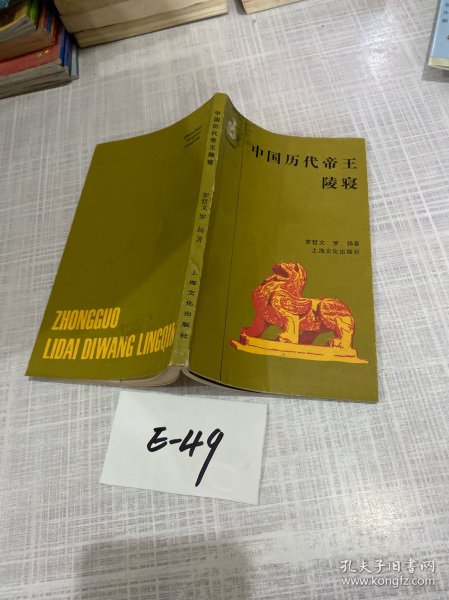 中国历代帝王
陵寝
罗哲文 罗 杨著
上海文化出版社
中国历代帝王陵寝
罗哲文 罗 杨著
上海文化出版社
ZHONGGUO
LIDAI DIWANG LINGQIN
E-49
孔夫子旧书网
www.kongfz.com